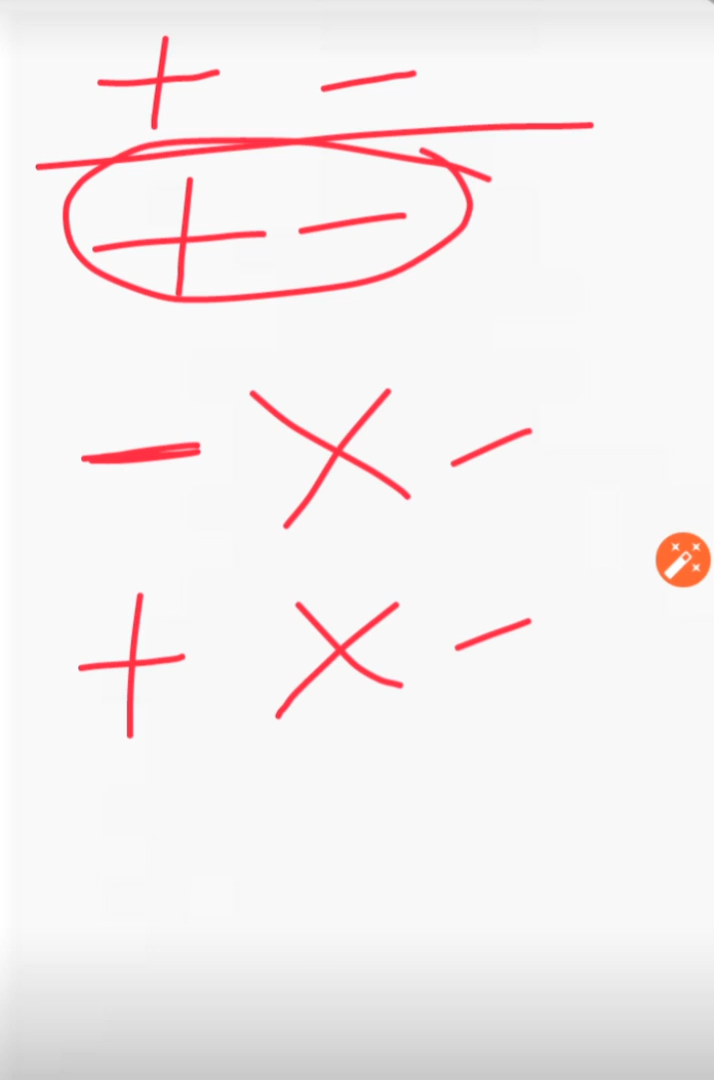 + −
+ −
− × −
+ × −